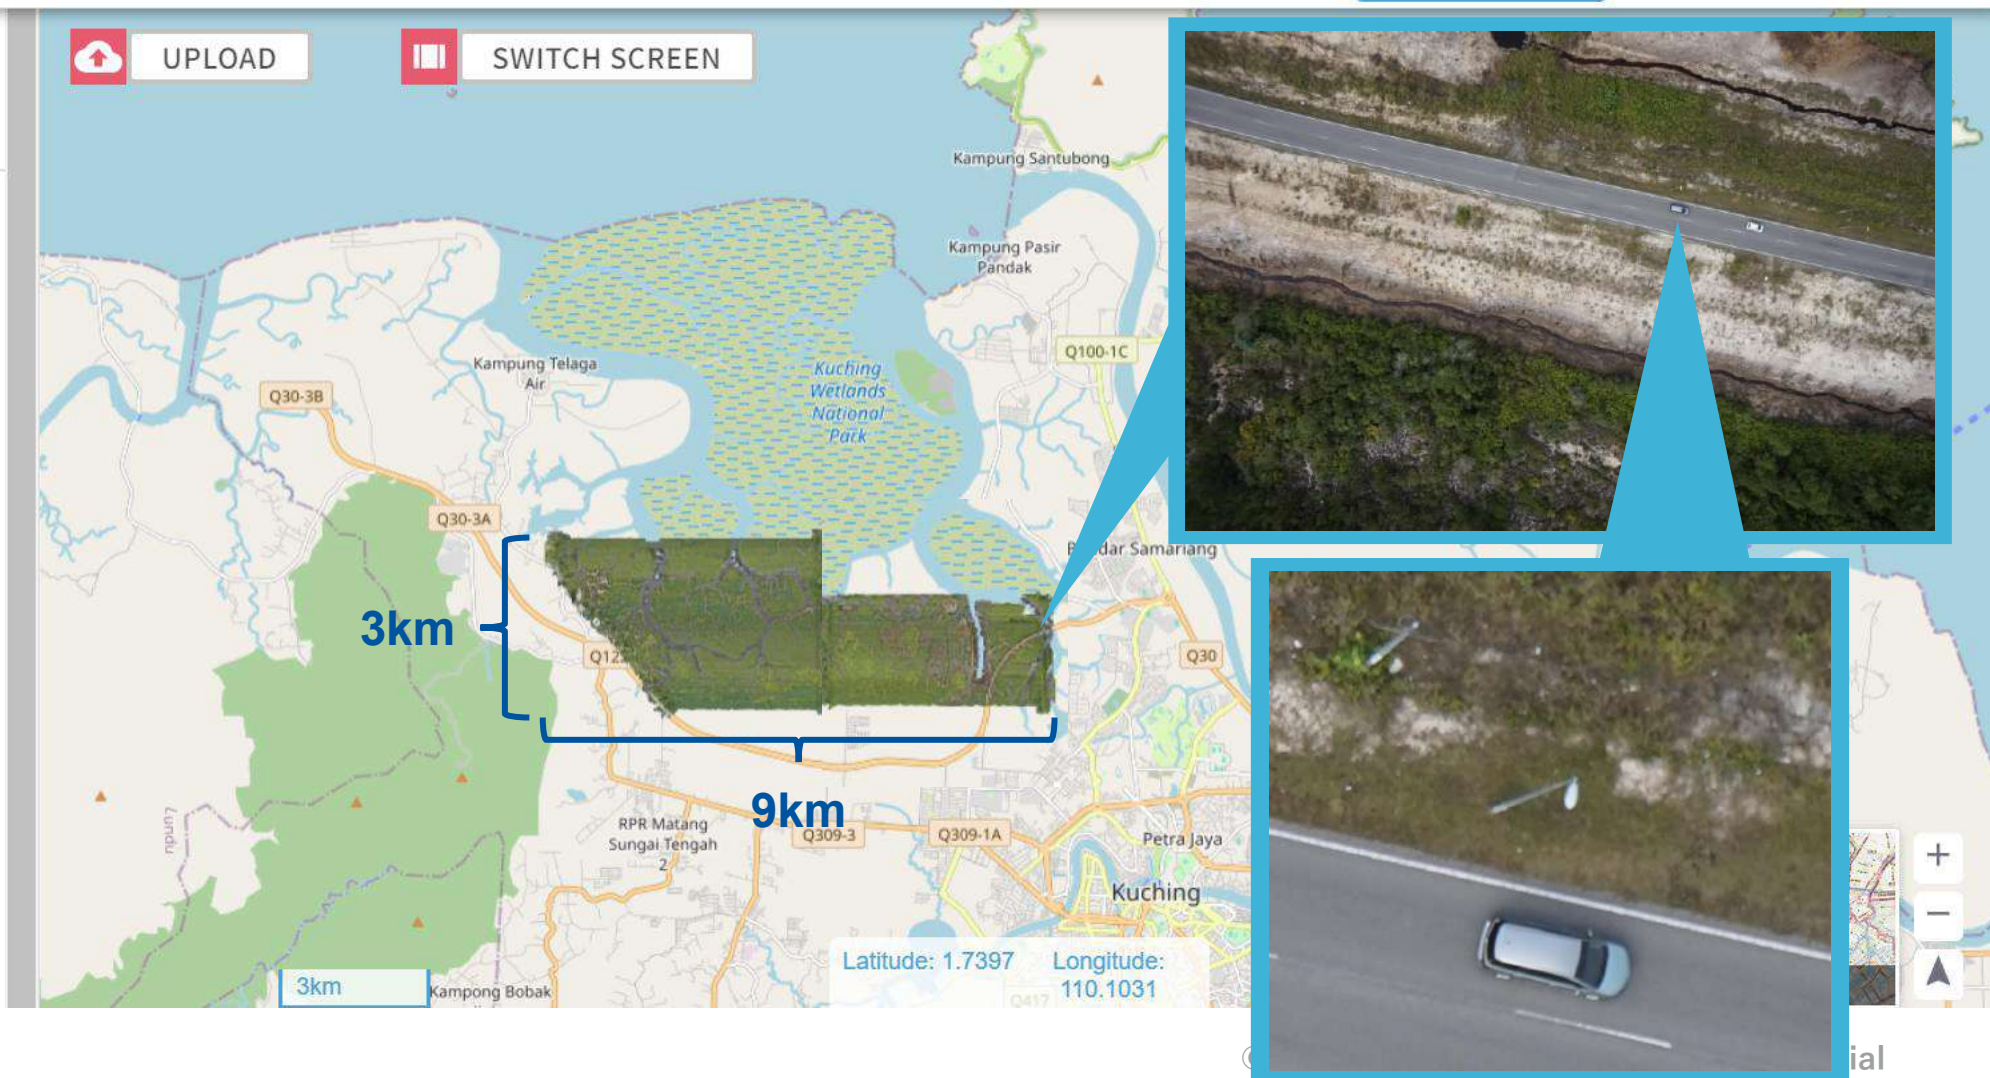 UPLOAD
SWITCH SCREEN
Kampung Santubong
Kampung Pasir
Pandak
Q100-1C
Kampung Telaga
Air
Kuching
Wetlands
National
Park
Q30-3B
Q30-3A
Samariang
3km
Q30
9km
RPR Matang
Sungai Tengah
2
Q309-3
Q309-1A
Petra Jaya
Lundu
Kuching
Latitude: 1.7397
Longitude:
110.1031
3km
Kampong Bobak
Q417